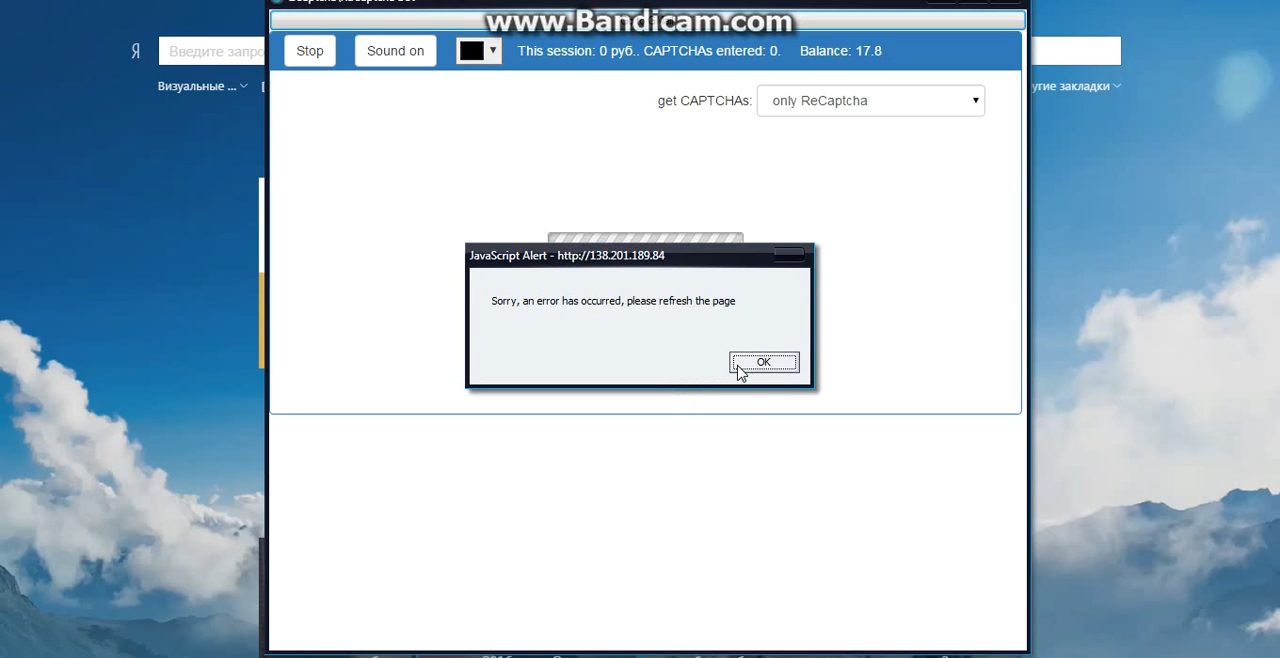 www.Bandicam.com
Stop
Sound on
This session: 0 руб.. CAPTCHAs entered: 0. Balance: 17.8
Я
Введите запро
Визуальные ...
угие закладки
get CAPTCHAs:
only ReCaptcha
JavaScript Alert - http://138.201.189.84
Sorry, an error has occurred, please refresh the page
OK